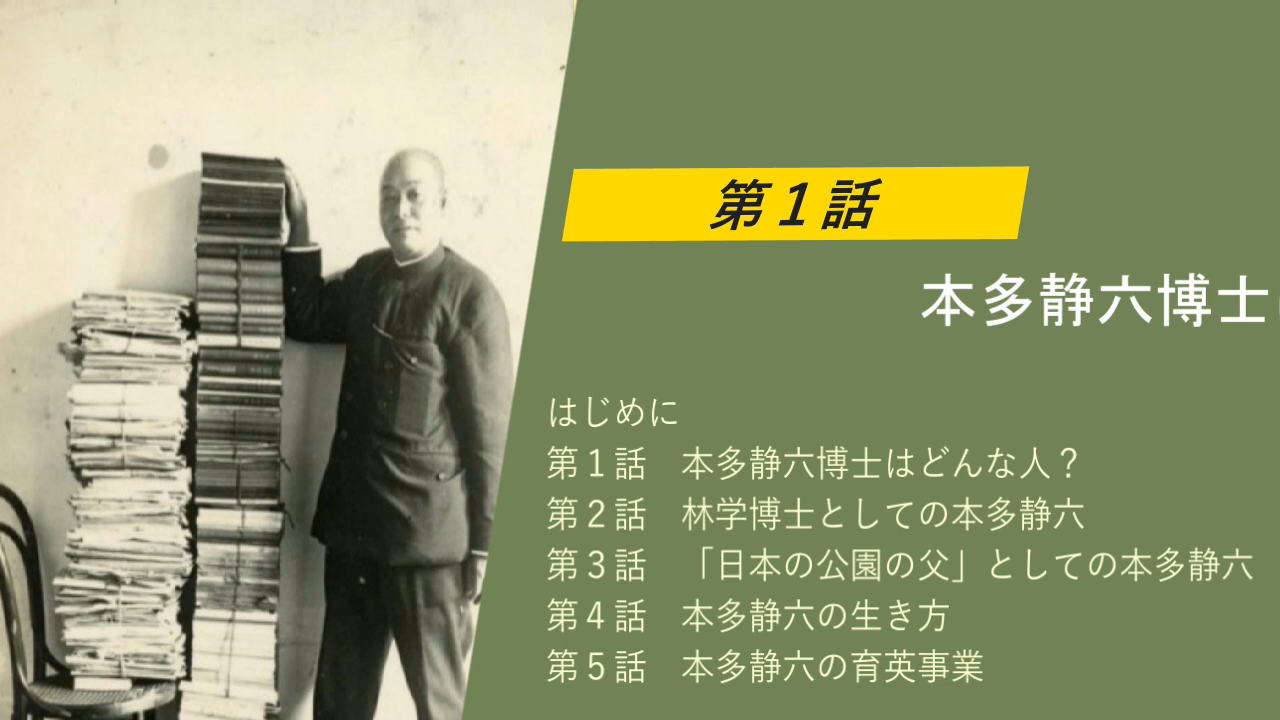 第１話
本多静六博士
はじめに
第１話　本多静六博士はどんな人？
第２話　林学博士としての本多静六
第３話　「日本の公園の父」としての本多静六
第４話　本多静六の生き方
第５話　本多静六の育英事業